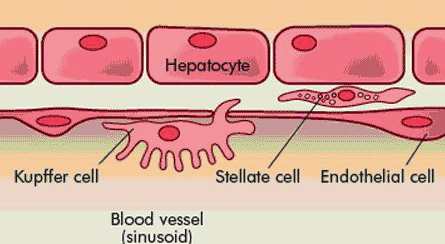 Hepatocyte
Kupffer cell
Stellate cell
Endothelial cell
Blood vessel
(sinusoid)